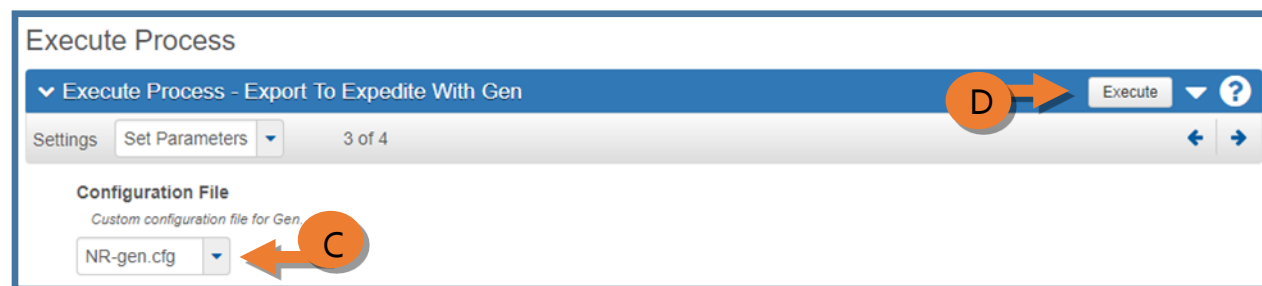 Execute Process
Execute Process - Export To Expedite With Gen
D
Execute
?
Settings Set Parameters 3 of 4
Configuration File
Custom configuration file for Gen.
NR-gen.cfg
C